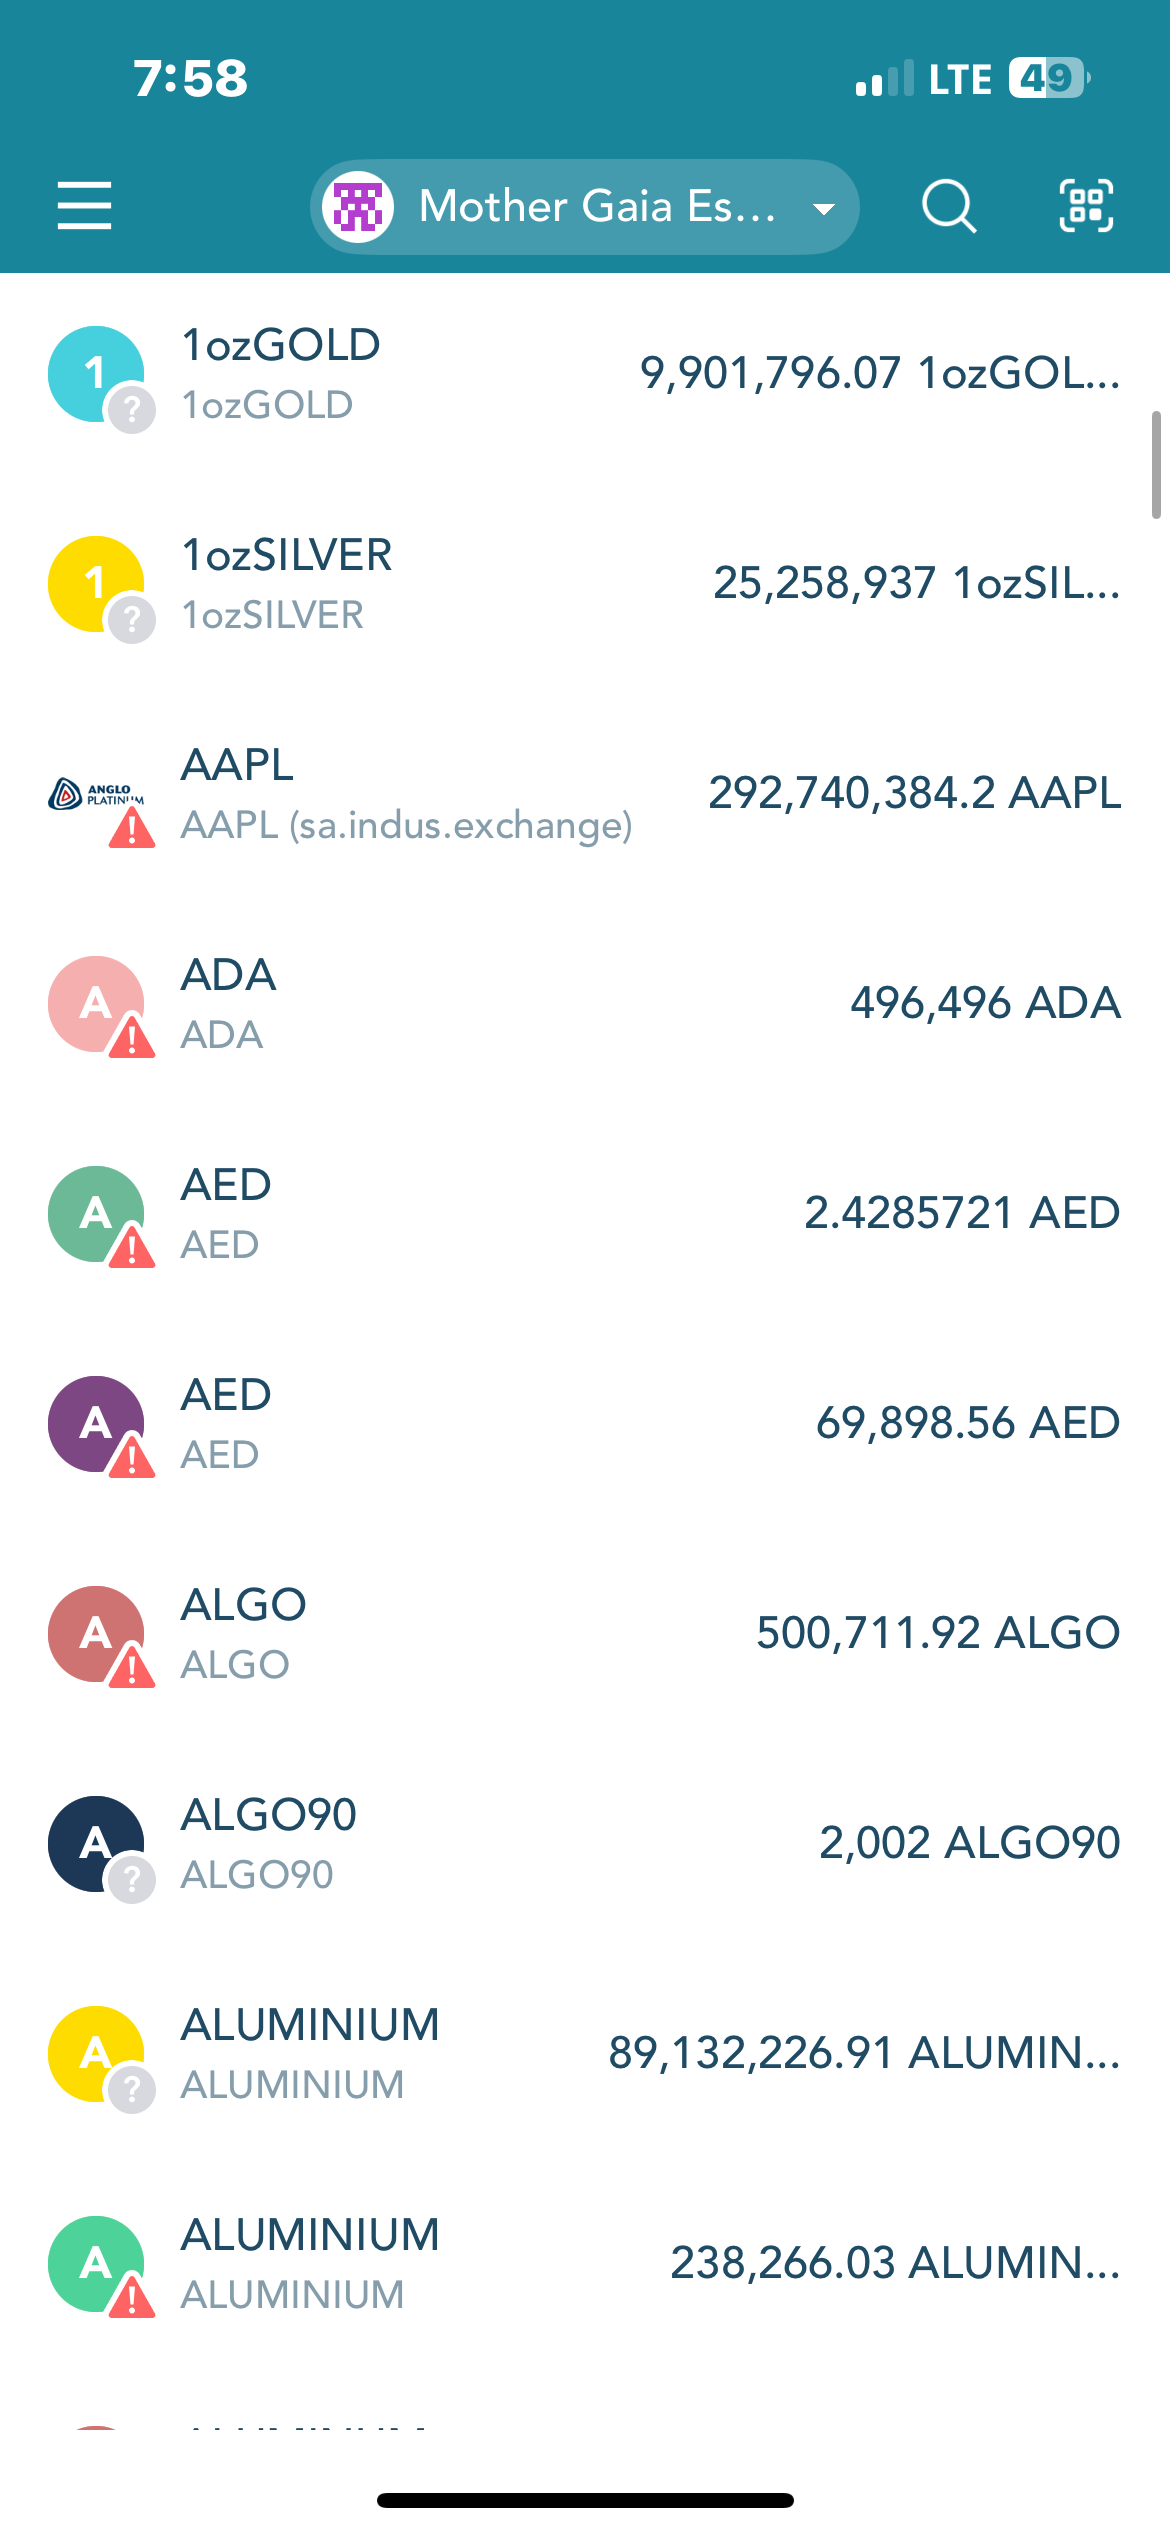 7:58
LTE 49
Mother Gaia Es...
1
?
1ozGOLD
1ozGOLD
9,901,796.07 1ozGOL...
1
?
1ozSILVER
1ozSILVER
25,258,937 1ozSIL...
ANGLO
PLATINUM
AAPL
AAPL (sa.indus.exchange)
292,740,384.2 AAPL
A
ADA
ADA
496,496 ADA
A
AED
AED
2.4285721 AED
A
AED
AED
69,898.56 AED
A
ALGO
ALGO
500,711.92 ALGO
A
?
ALGO90
ALGO90
2,002 ALGO90
A
?
ALUMINIUM
ALUMINIUM
89,132,226.91 ALUMIN...
A
ALUMINIUM
ALUMINIUM
238,266.03 ALUMIN...